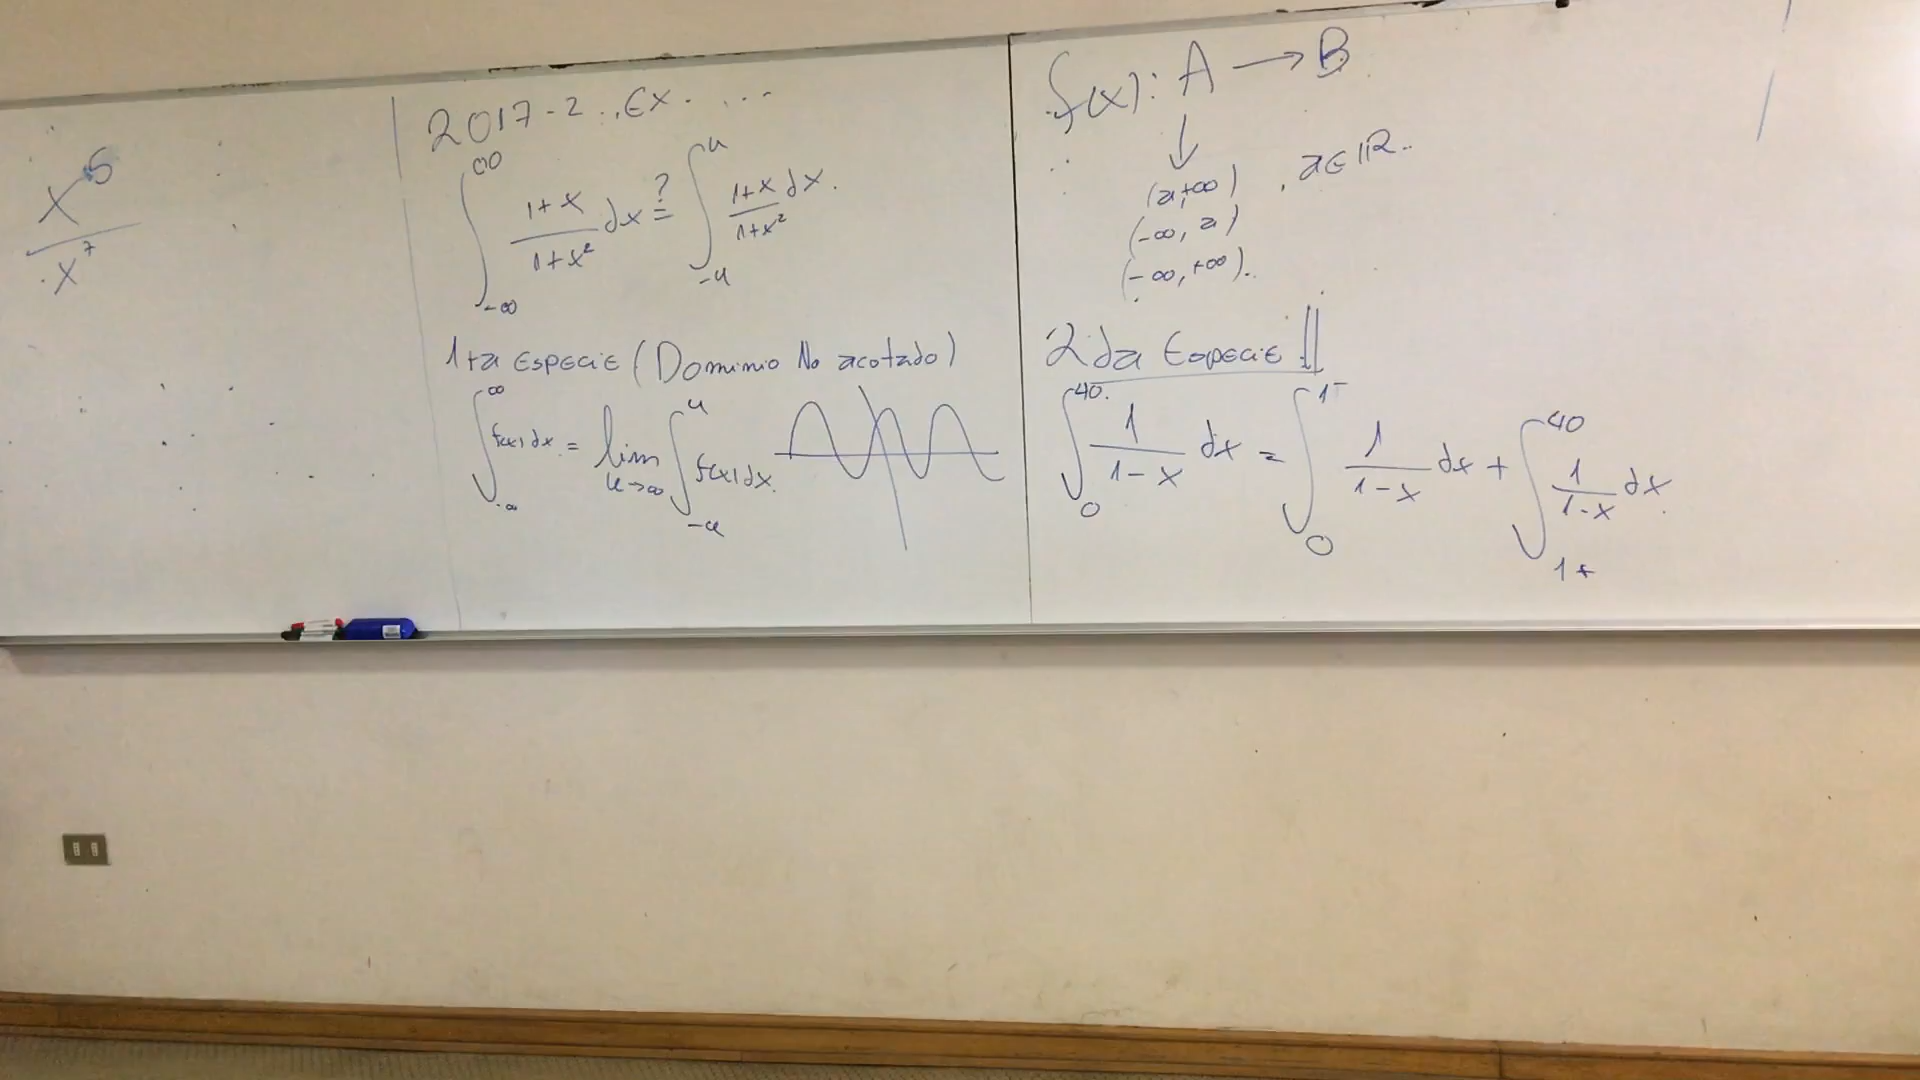 x^5
x^7
2017-2 . . Ex. ...
∫_{-∞}^{∞} (1+x)/(1+x²) dx ?= ∫_{-u}^{u} (1+x)/(1+x²) dx.
1ra Especie (Dominio No acotado)
∫_{-∞}^{∞} f(x) dx = lim_{u→∞} ∫_{-u}^{u} f(x) dx
f(x): A → B
↓
(a,+∞) , a∈ℝ..
(-∞, a)
(-∞,+∞).
2da Especie
∫_0^{40} 1/(1-x) dx = ∫_0^{1⁻} 1/(1-x) dx + ∫_{1+}^{40} 1/(1-x) dx